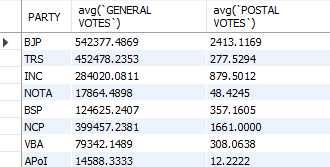 PARTY avg(`GENERAL VOTES`) avg(`POSTAL VOTES`)
BJP 542377.4869 2413.1169
TRS 452478.2353 277.5294
INC 284020.0811 879.5012
NOTA 17864.4898 48.4245
BSP 124625.2407 357.1605
NCP 399457.2381 1661.0000
VBA 79342.1489 308.0638
APoI 14588.3333 12.2222